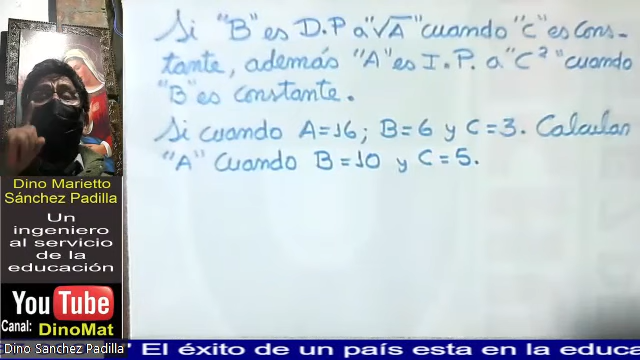 Si "B" es D.P a "√A" cuando "C" es Cons-
tante, además "A" es I.P. a "C²" cuando
"B" es constante.
Si cuando A=16; B=6 y C=3. Calcular
"A" Cuando B=10 y C=5.
Dino Marietto
Sánchez Padilla
Un
ingeniero
al servicio
de la
educación
YouTube
Canal: DinoMat
Dino Sanchez Padilla
El éxito de un país esta en la educa